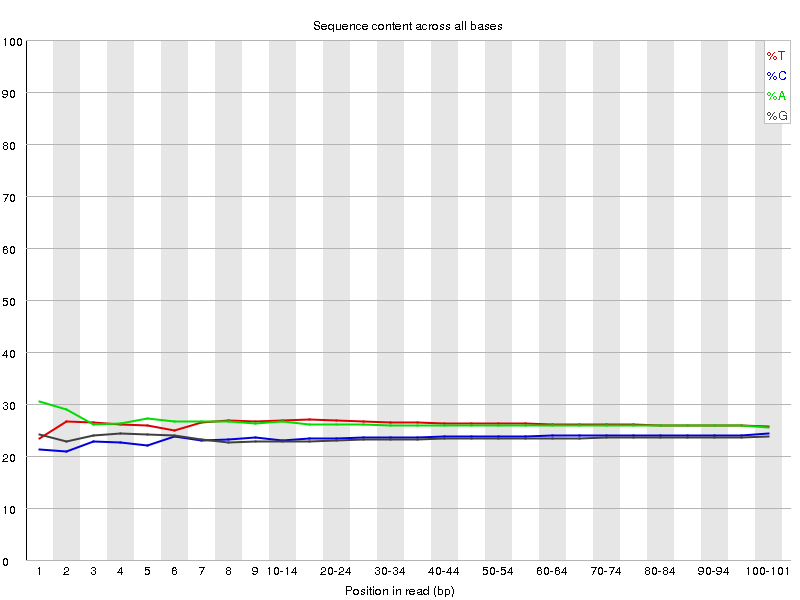 Sequence content across all bases
100
90
80
70
60
50
40
30
20
10
0
%T
%C
%A
%G
1 2 3 4 5 6 7 8 9 10-14 20-24 30-34 40-44 50-54 60-64 70-74 80-84 90-94 100-101
Position in read (bp)